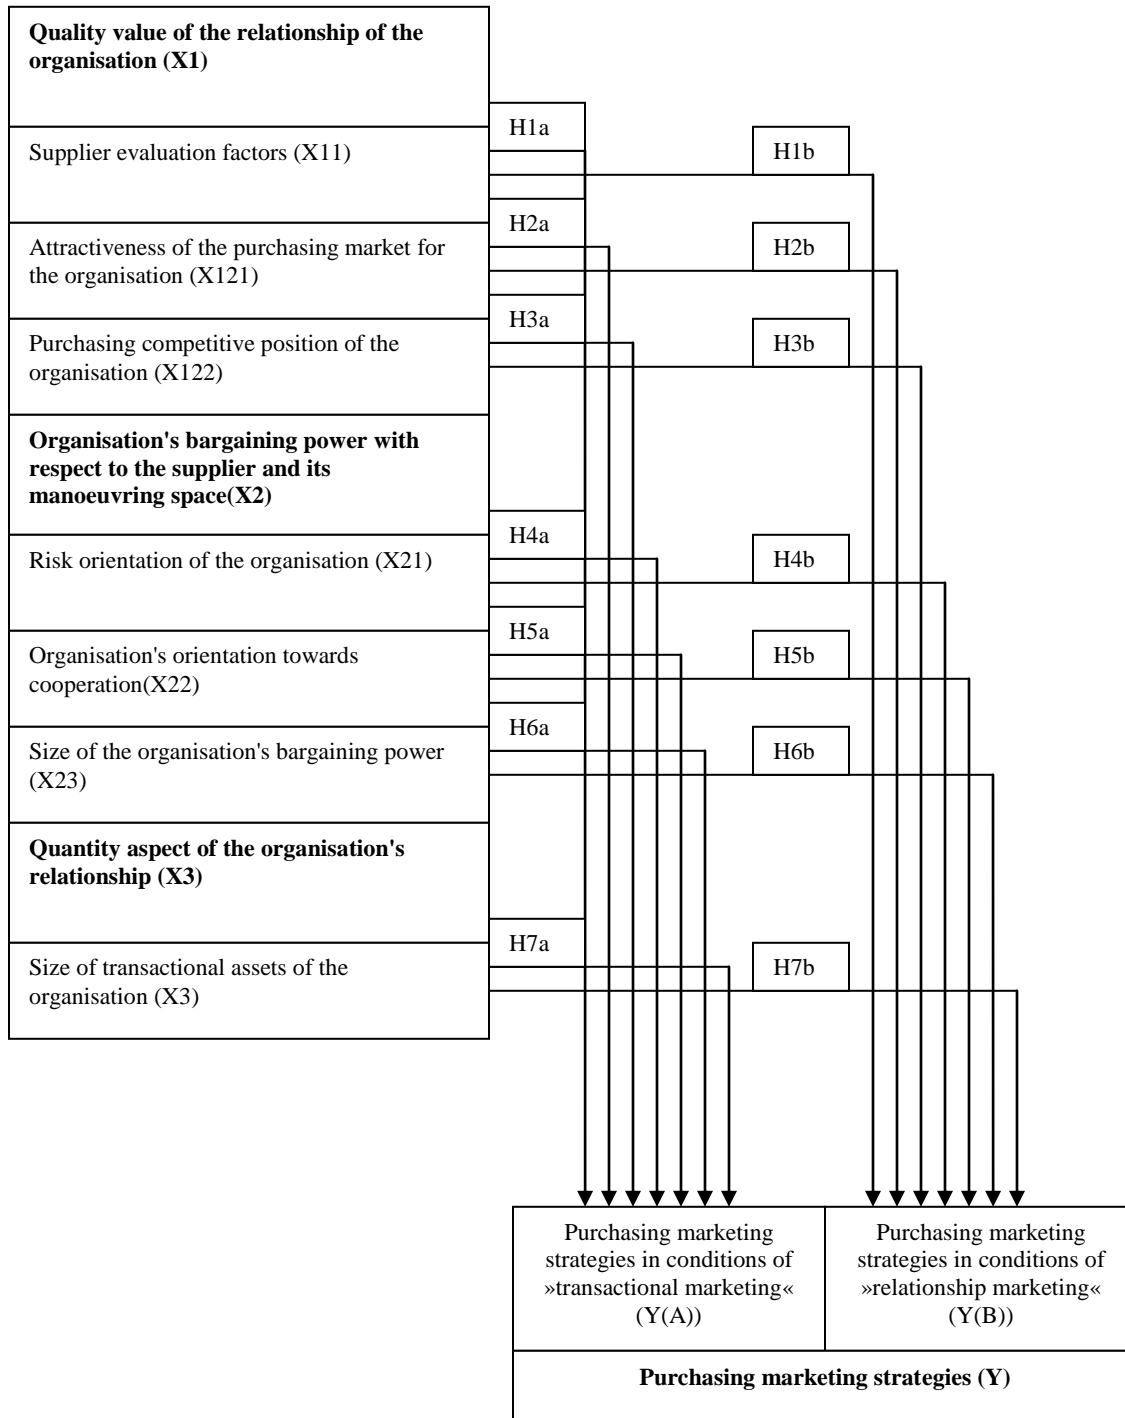 Quality value of the relationship of the
organisation (X1)
H1a
Supplier evaluation factors (X11)
H1b
H2a
Attractiveness of the purchasing market for
the organisation (X121)
H2b
H3a
Purchasing competitive position of the
organisation (X122)
H3b
Organisation's bargaining power with
respect to the supplier and its
manoeuvring space(X2)
H4a
Risk orientation of the organisation (X21)
H4b
H5a
Organisation's orientation towards
cooperation(X22)
H5b
H6a
Size of the organisation's bargaining power
(X23)
H6b
Quantity aspect of the organisation's
relationship (X3)
H7a
Size of transactional assets of the
organisation (X3)
H7b
Purchasing marketing
strategies in conditions of
»transactional marketing«
(Y(A))
Purchasing marketing
strategies in conditions of
»relationship marketing«
(Y(B))
Purchasing marketing strategies (Y)